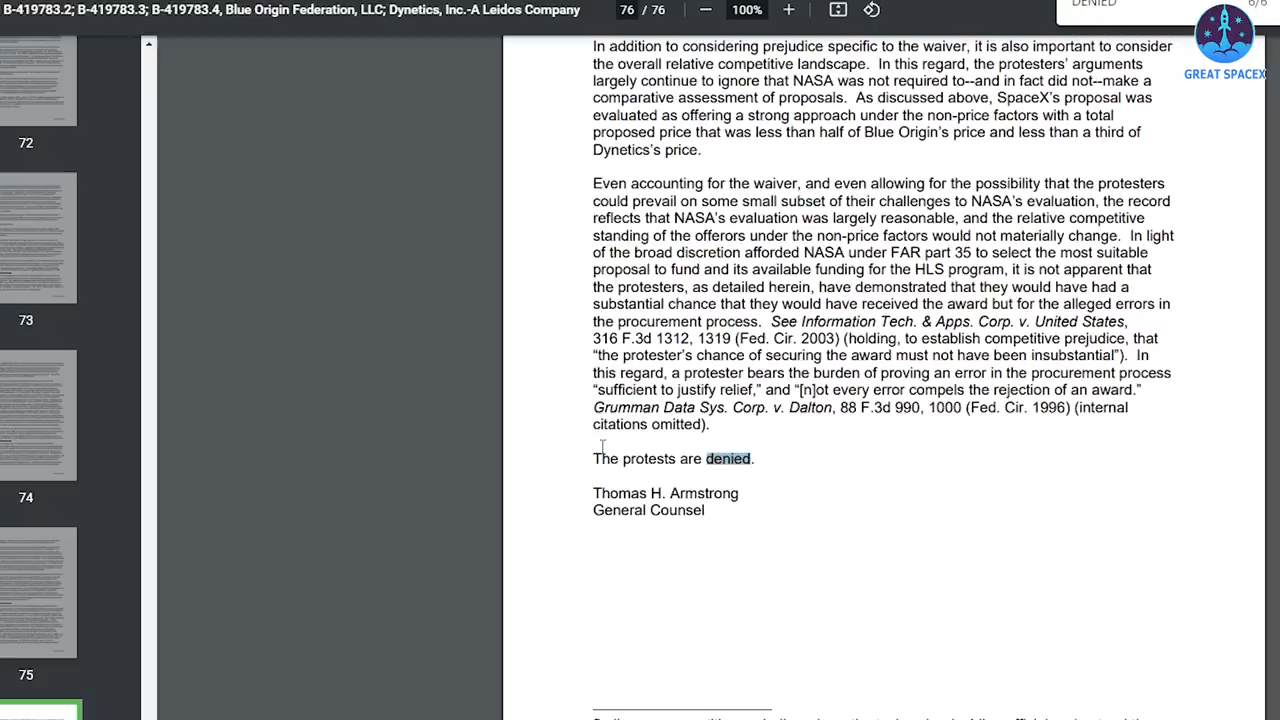 B-419783.2; B-419783.3; B-419783.4, Blue Origin Federation, LLC; Dynetics, Inc.-A Leidos Company
76 / 76
100%
DENIED
6/6
GREAT SPACEX
72
73
74
75
In addition to considering prejudice specific to the waiver, it is also important to consider
the overall relative competitive landscape. In this regard, the protesters’ arguments
largely continue to ignore that NASA was not required to--and in fact did not--make a
comparative assessment of proposals. As discussed above, SpaceX’s proposal was
evaluated as offering a strong approach under the non-price factors with a total
proposed price that was less than half of Blue Origin’s price and less than a third of
Dynetics’s price.
Even accounting for the waiver, and even allowing for the possibility that the protesters
could prevail on some small subset of their challenges to NASA’s evaluation, the record
reflects that NASA’s evaluation was largely reasonable, and the relative competitive
standing of the offerors under the non-price factors would not materially change. In light
of the broad discretion afforded NASA under FAR part 35 to select the most suitable
proposal to fund and its available funding for the HLS program, it is not apparent that
the protesters, as detailed herein, have demonstrated that they would have had a
substantial chance that they would have received the award but for the alleged errors in
the procurement process. See Information Tech. & Apps. Corp. v. United States,
316 F.3d 1312, 1319 (Fed. Cir. 2003) (holding, to establish competitive prejudice, that
“the protester’s chance of securing the award must not have been insubstantial”). In
this regard, a protester bears the burden of proving an error in the procurement process
“sufficient to justify relief,” and “[n]ot every error compels the rejection of an award.”
Grumman Data Sys. Corp. v. Dalton, 88 F.3d 990, 1000 (Fed. Cir. 1996) (internal
citations omitted).
The protests are denied.
Thomas H. Armstrong
General Counsel